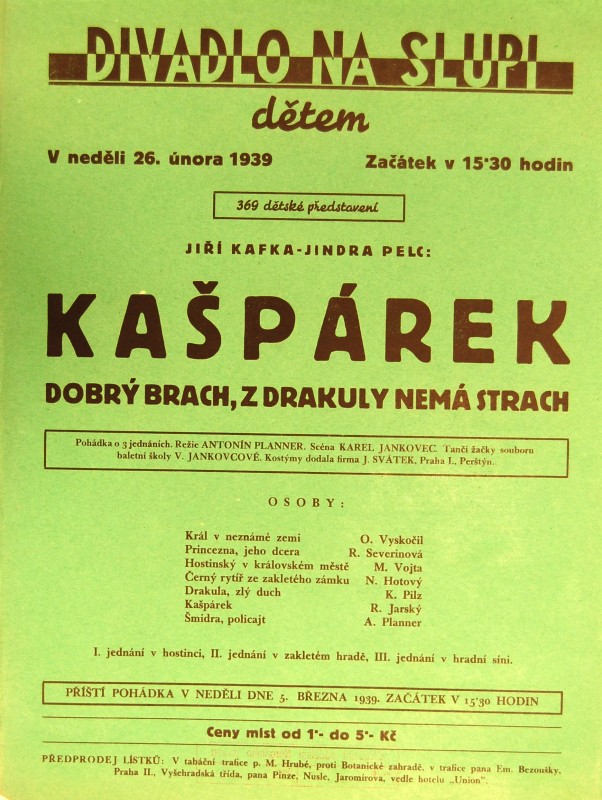 DIVADLO NA SLUPI
dětem
V neděli 26. února 1939 Začátek v 15·30 hodin
369 dětské představení
JIŘÍ KAFKA-JINDRA PELC:
KAŠPÁREK
DOBRÝ BRACH, Z DRAKULY NEMÁ STRACH
Pohádka o 3 jednáních. Režie ANTONÍN PLANNER. Scéna KAREL JANKOVEC. Tančí žačky souboru
baletní školy V. JANKOVCOVÉ. Kostýmy dodala firma J. SVÁTEK, Praha I., Perštýn.
OSOBY:
Král v neznámé zemi O. Vyskočil
Princezna, jeho dcera R. Severinová
Hostinský v královském městě M. Vojta
Černý rytíř ze zakletého zámku N. Hotový
Drakula, zlý duch K. Pilz
Kašpárek R. Jarský
Šmidra, policajt A. Planner
I. jednání v hostinci, II. jednání v zakletém hradě, III. jednání v hradní síni.
PŘÍŠTÍ POHÁDKA V NEDĚLI DNE 5. BŘEZNA 1939. ZAČÁTEK V 15·30 HODIN
Ceny míst od 1·- do 5·- Kč
PŘEDPRODEJ LÍSTKŮ: V tabáční trafice p. M. Hrubé, proti Botanické zahradě, v trafice pana Em. Bezoušky,
Praha II., Vyšehradská třída, pana Pinze, Nusle, Jaromírova, vedle hotelu „Union".